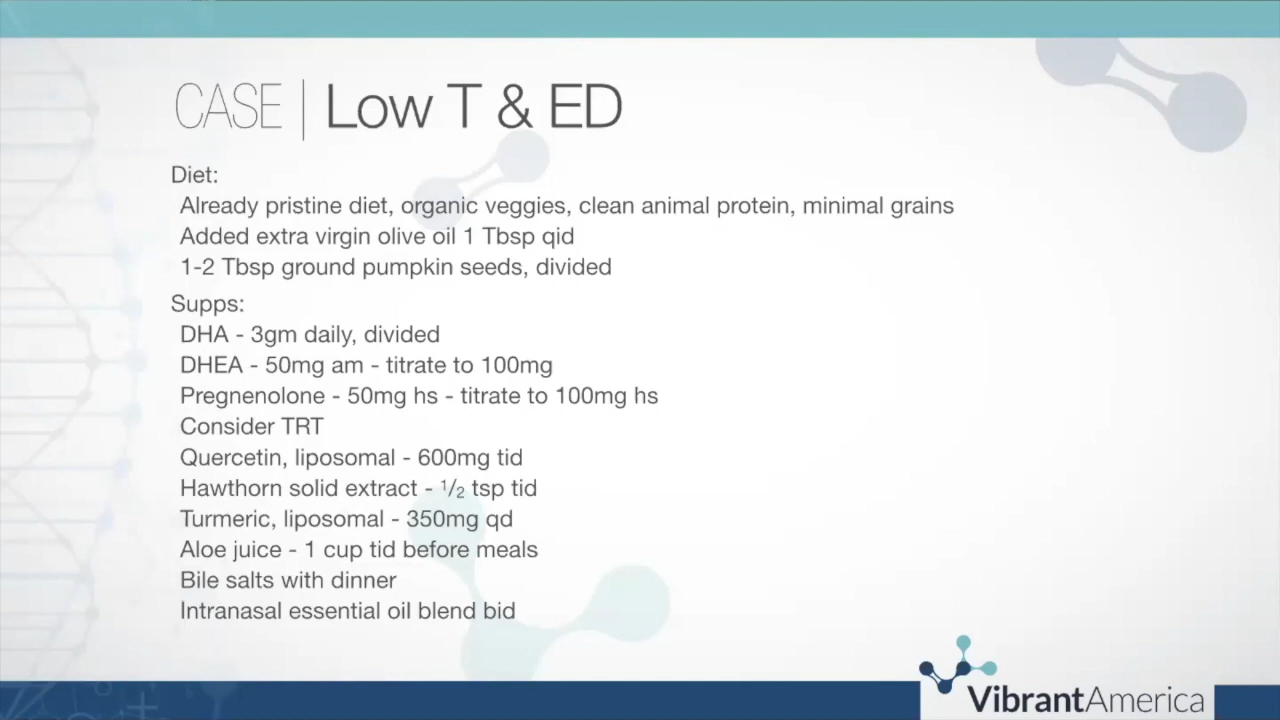 CASE | Low T & ED
Diet:
Already pristine diet, organic veggies, clean animal protein, minimal grains
Added extra virgin olive oil 1 Tbsp qid
1-2 Tbsp ground pumpkin seeds, divided
Supps:
DHA - 3gm daily, divided
DHEA - 50mg am - titrate to 100mg
Pregnenolone - 50mg hs - titrate to 100mg hs
Consider TRT
Quercetin, liposomal - 600mg tid
Hawthorn solid extract - ½ tsp tid
Turmeric, liposomal - 350mg qd
Aloe juice - 1 cup tid before meals
Bile salts with dinner
Intranasal essential oil blend bid
VibrantAmerica